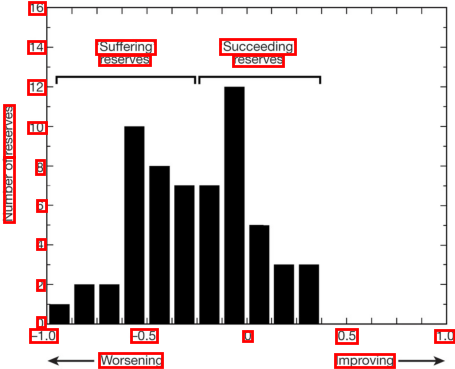 16
Suffering
reserves
Succeeding
reserves
14
12
10
8
6
4
2
0
Number of reserves
–1.0
–0.5
0
0.5
1.0
Worsening
Improving